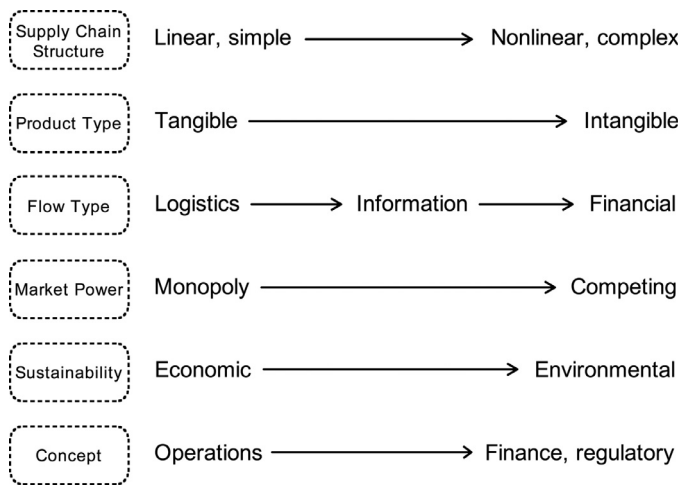 Supply Chain
Structure
Linear, simple
Nonlinear, complex
Product Type
Tangible
Intangible
Flow Type
Logistics
Information
Financial
Market Power
Monopoly
Competing
Sustainability
Economic
Environmental
Concept
Operations
Finance, regulatory